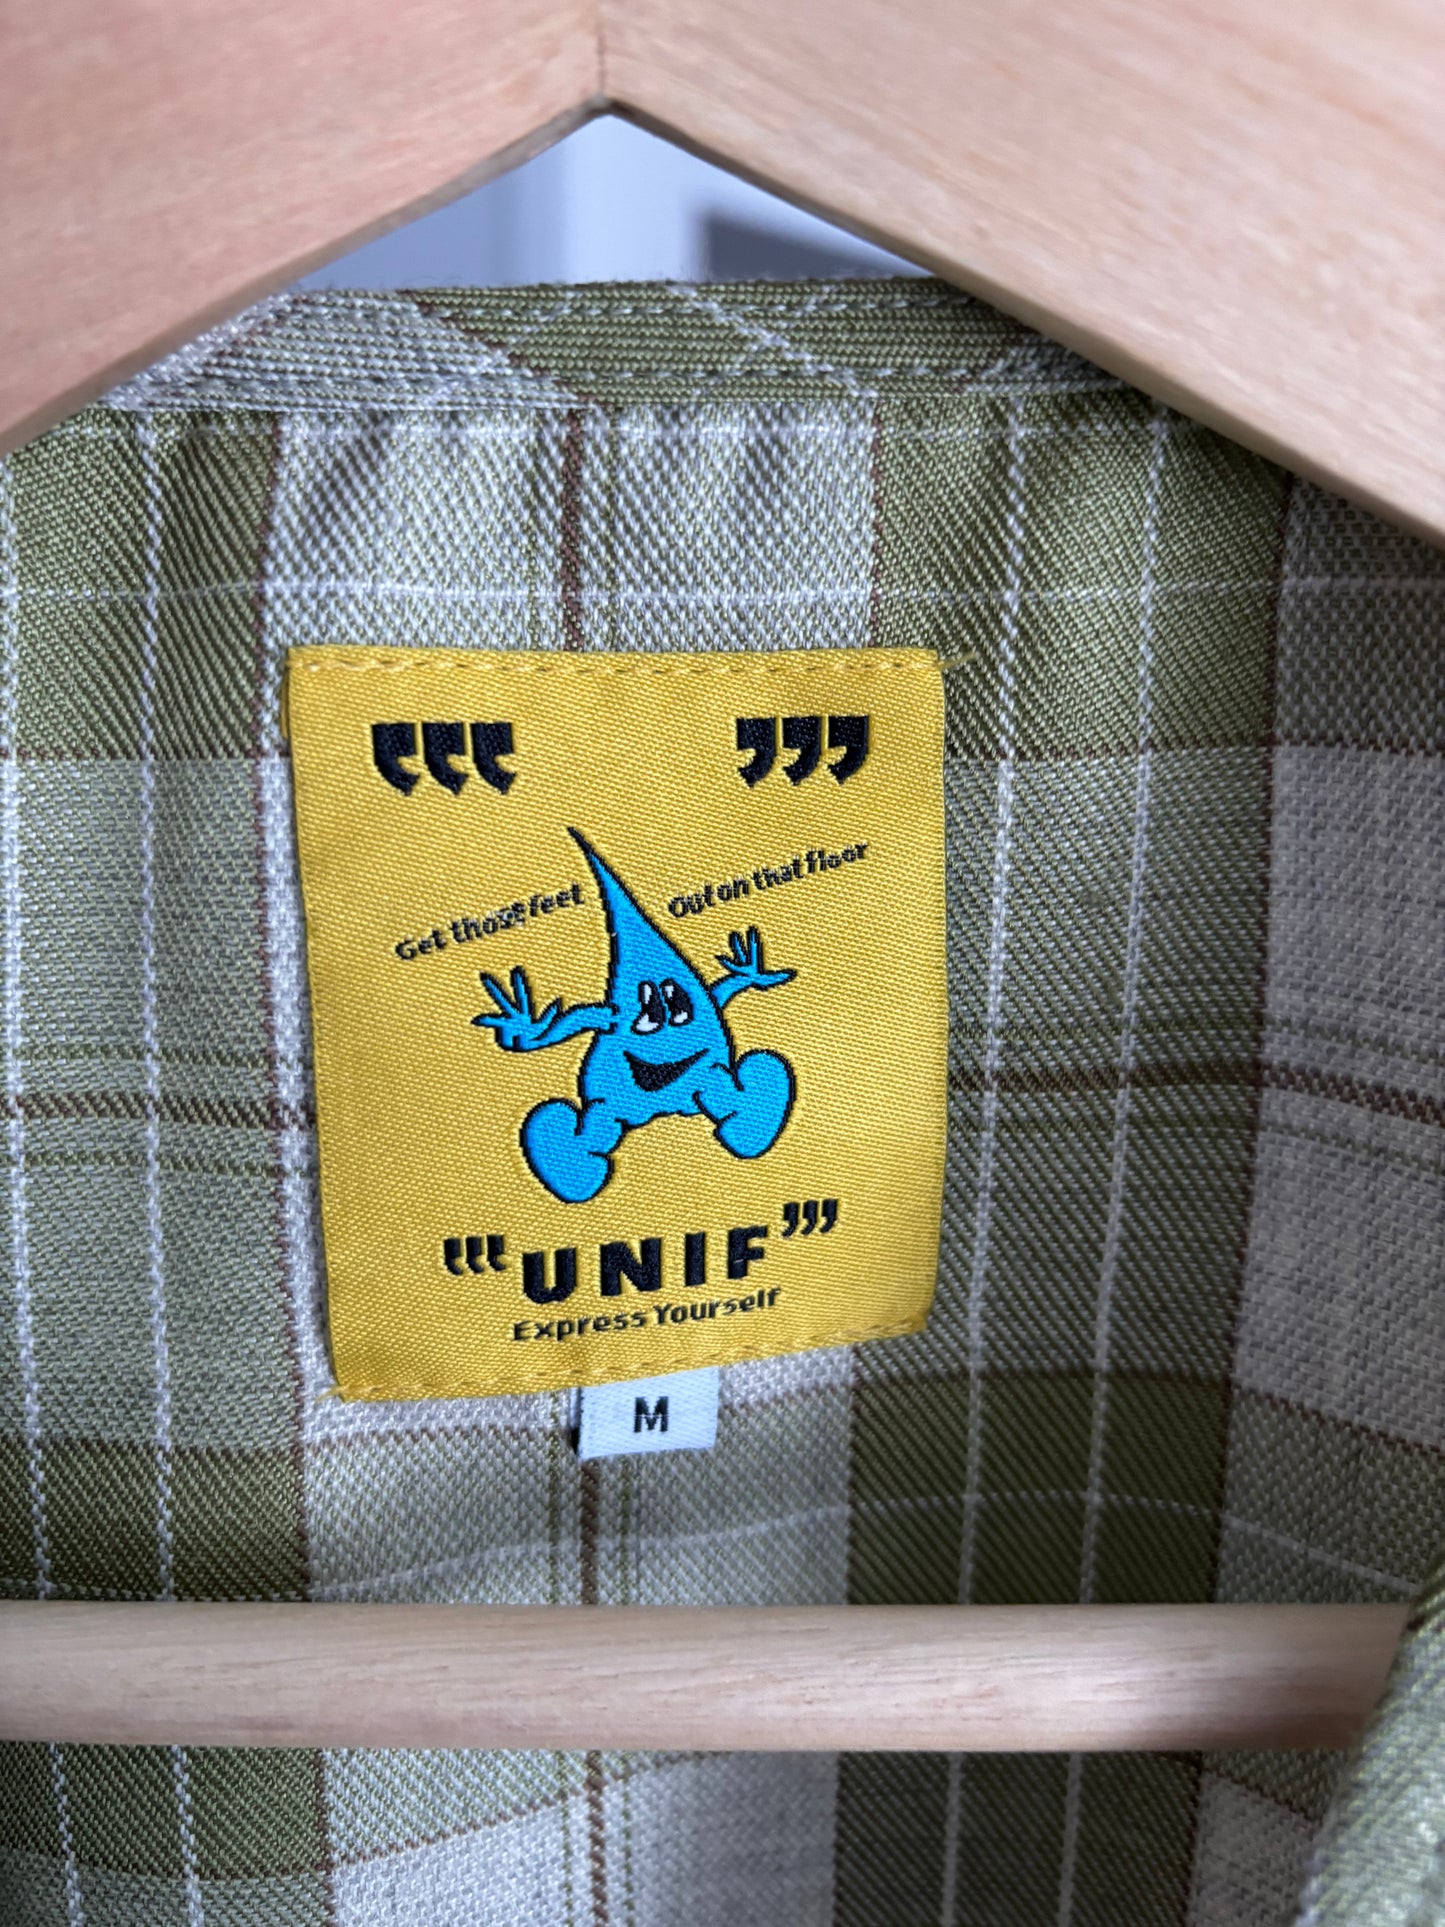 ‘‘‘ ’’’
Get those feet
Out on that floor
‘‘‘UNIF’’’
Express Yourself
M